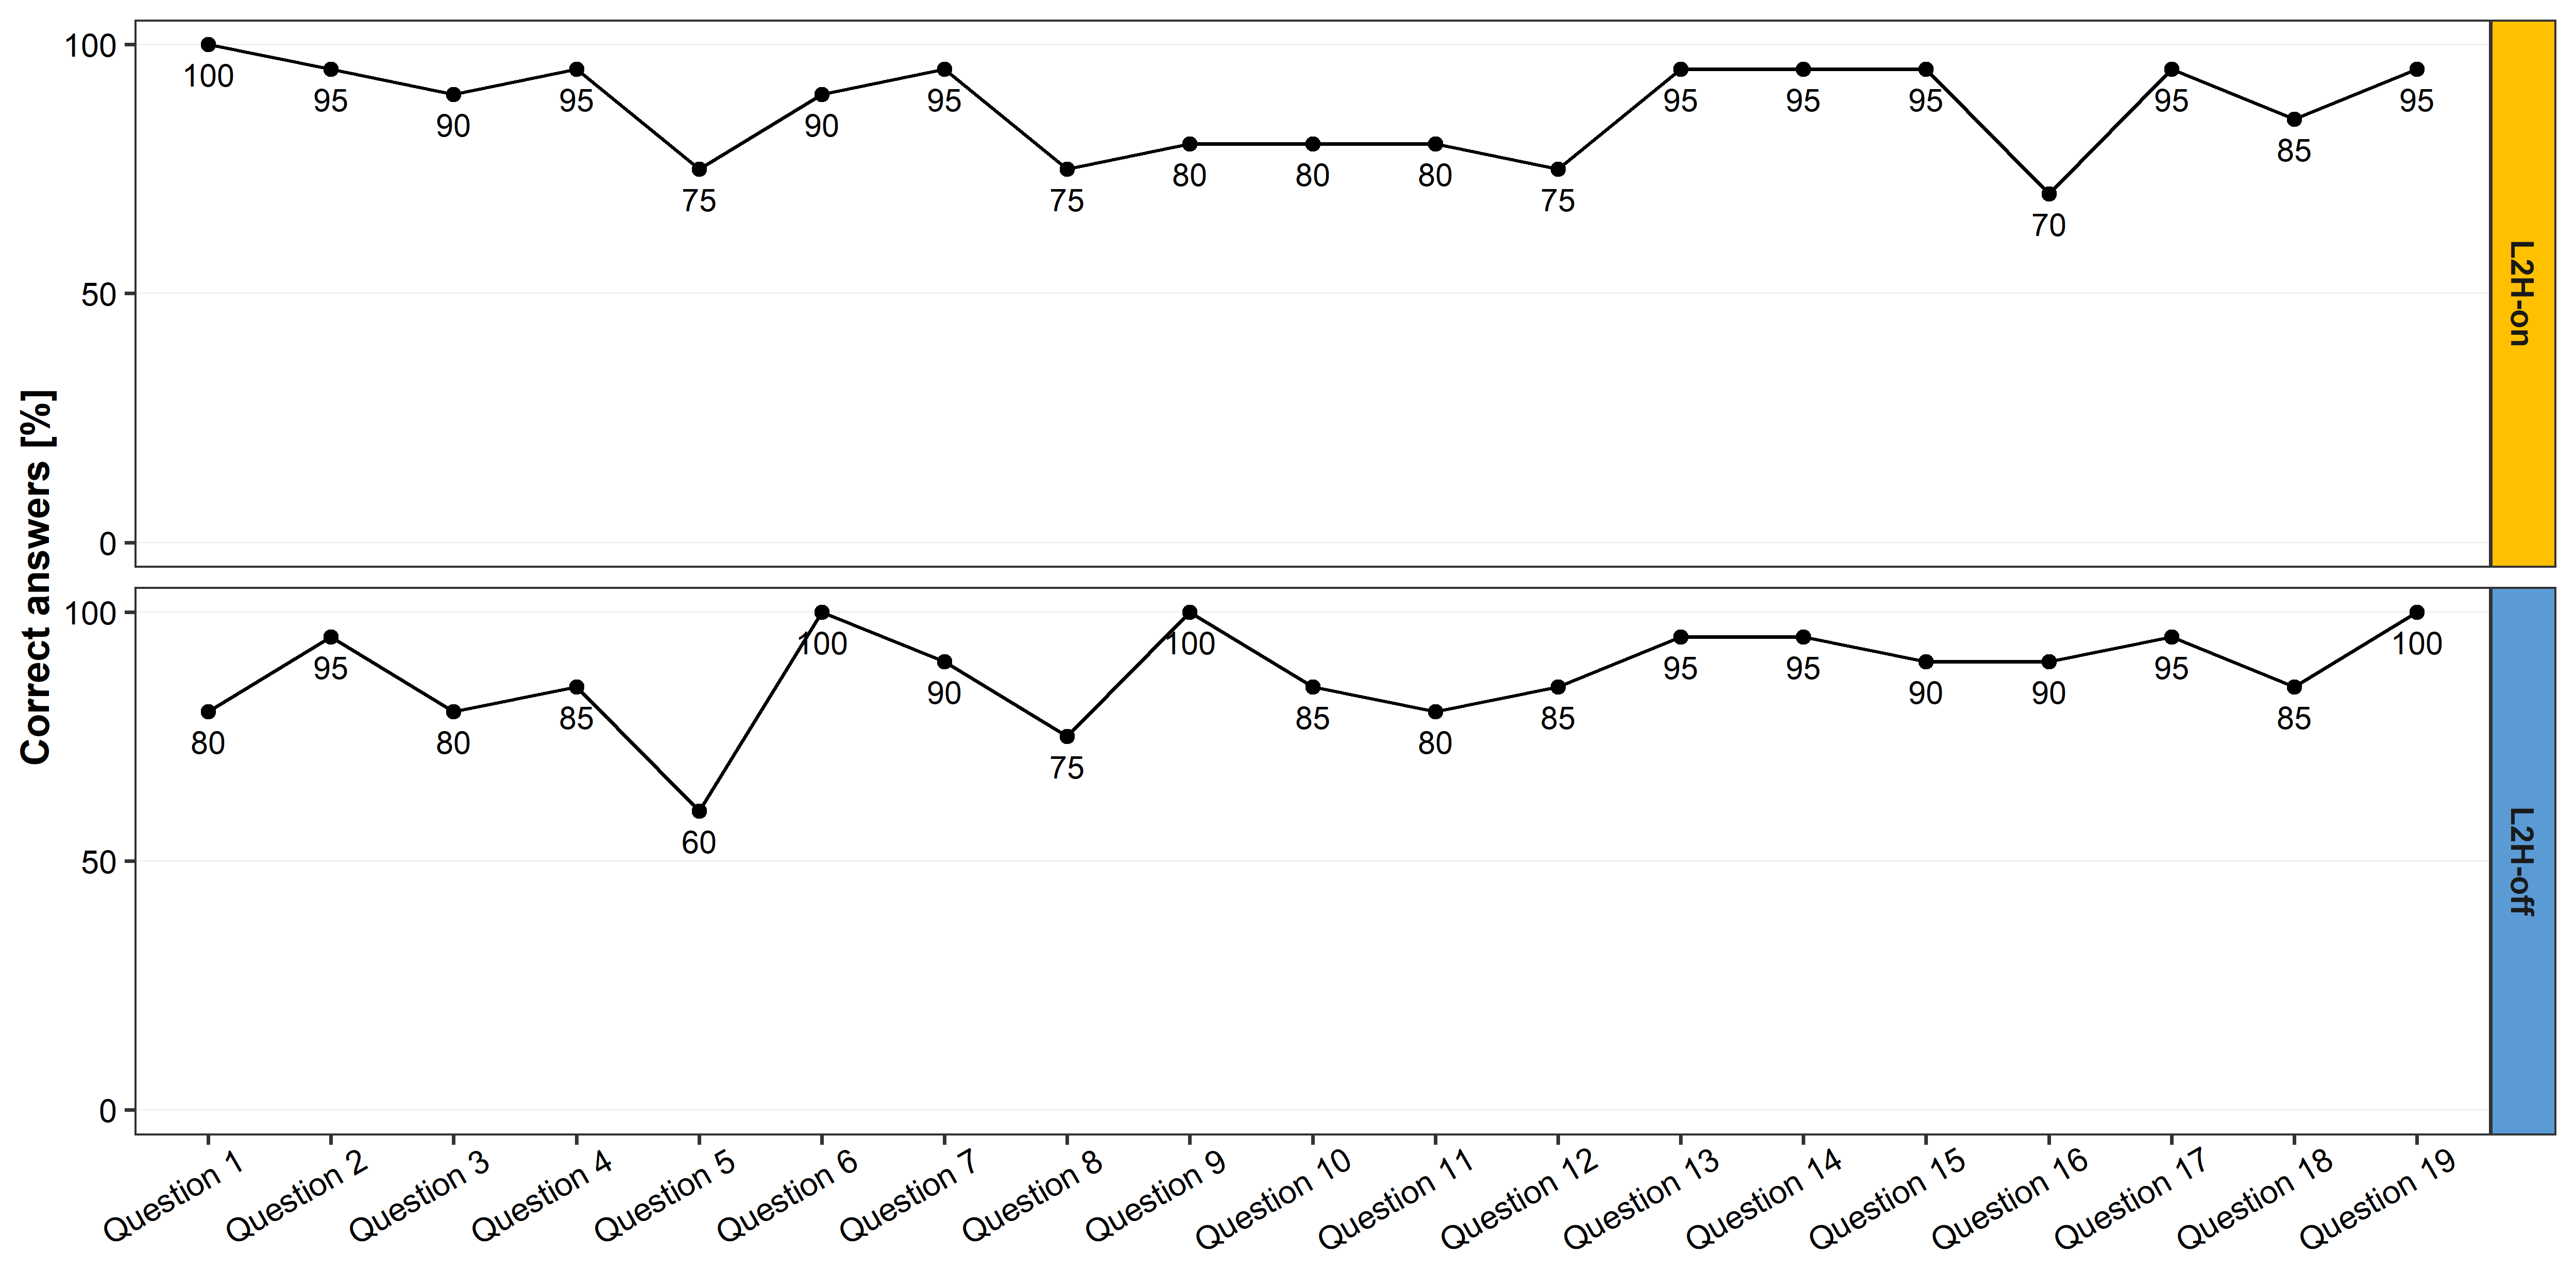 Correct answers [%]
100
50
0
100
95
90
95
75
90
95
75
80
80
80
75
95
95
95
70
95
85
95
L2H-on
100
50
0
80
95
80
85
60
100
90
75
100
85
80
85
95
95
90
90
95
85
100
L2H-off
Question 1
Question 2
Question 3
Question 4
Question 5
Question 6
Question 7
Question 8
Question 9
Question 10
Question 11
Question 12
Question 13
Question 14
Question 15
Question 16
Question 17
Question 18
Question 19